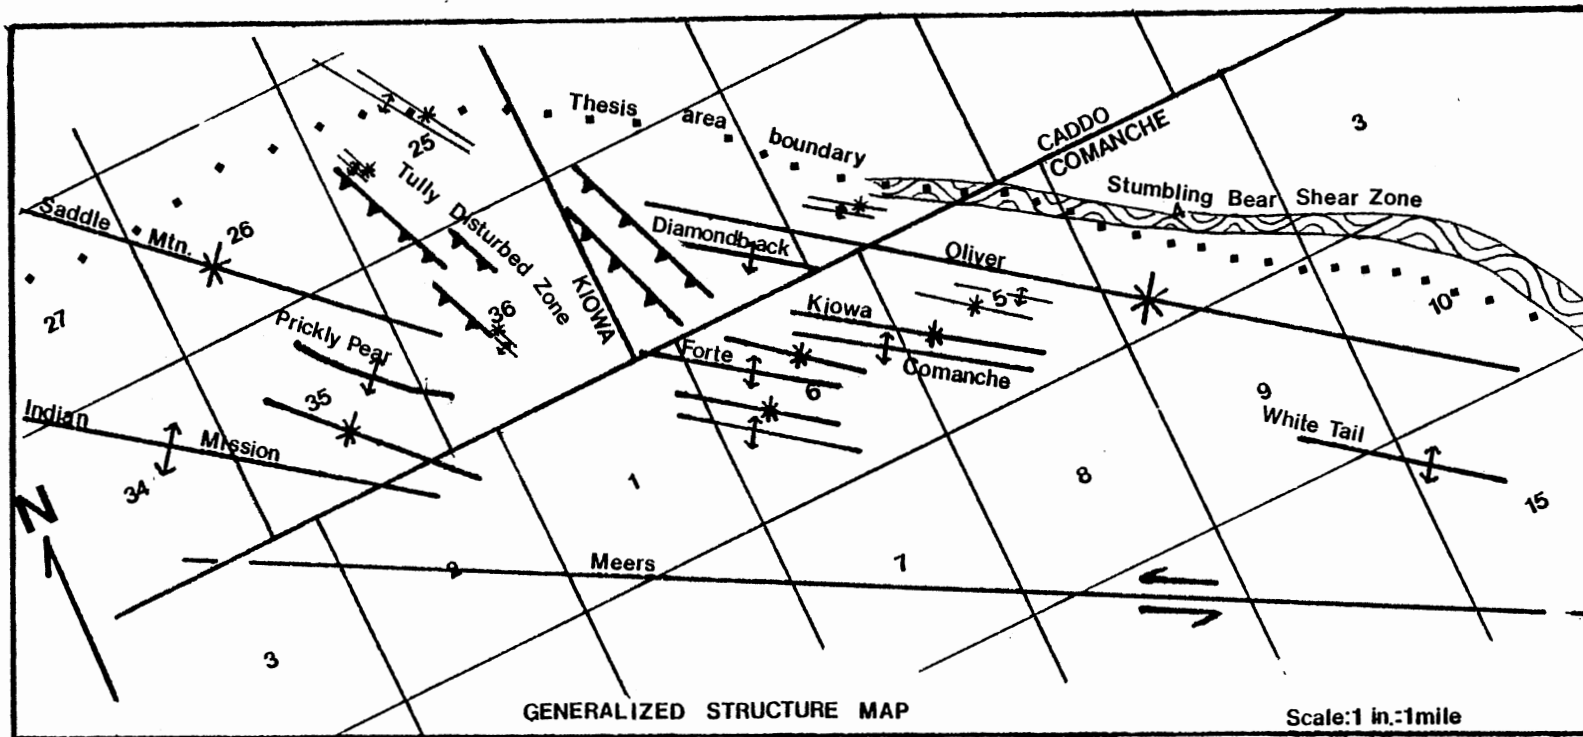 Thesis area boundary
CADDO
COMANCHE
3
25
Tully Disturbed Zone
Stumbling Bear Shear Zone
Saddle Mtn.
26
Diamondback
Oliver
KIOWA
27
36
5
10
Prickly Pear
Kiowa
Forte
Comanche
6
9
35
Indian Mission
White Tail
34
1
8
15
N
Meers
2
7
3
GENERALIZED STRUCTURE MAP
Scale:1 in.=1mile